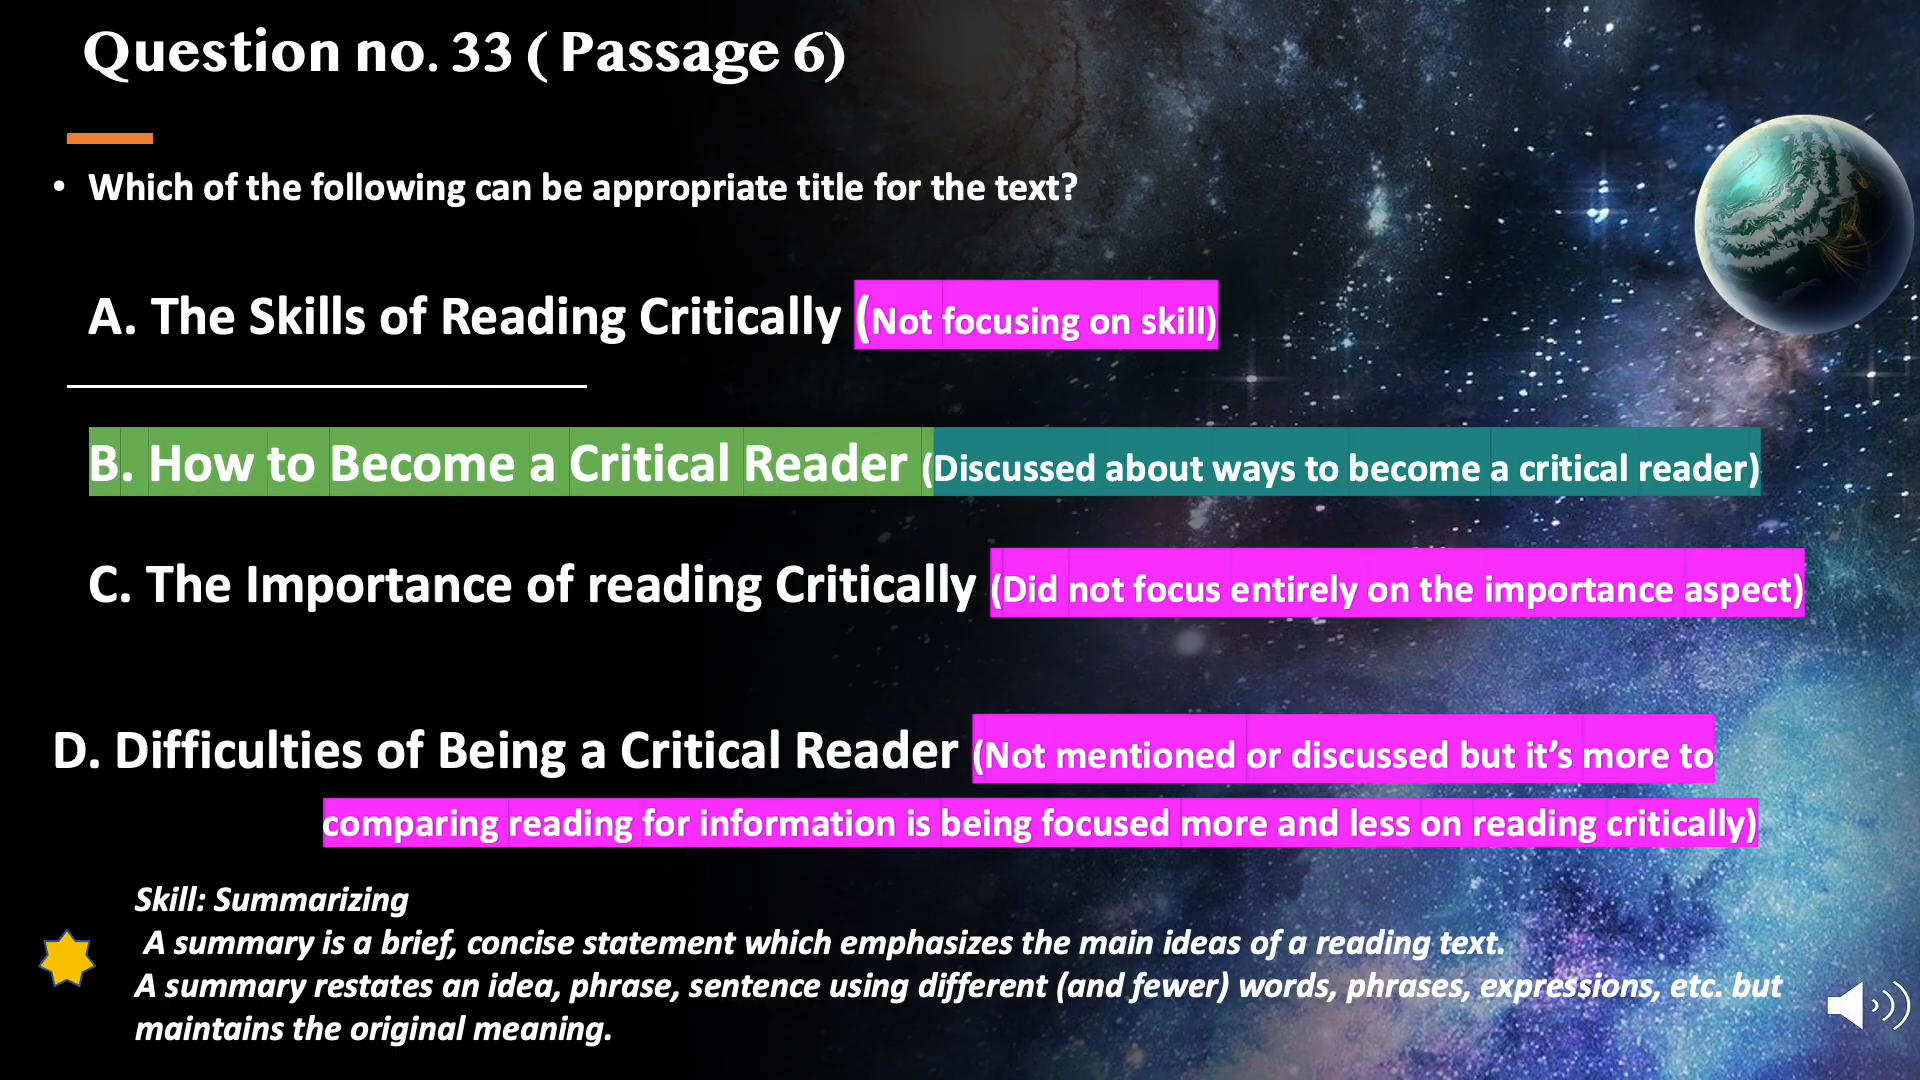 Question no. 33 ( Passage 6)
• Which of the following can be appropriate title for the text?
A. The Skills of Reading Critically (Not focusing on skill)
B. How to Become a Critical Reader (Discussed about ways to become a critical reader)
C. The Importance of reading Critically (Did not focus entirely on the importance aspect)
D. Difficulties of Being a Critical Reader (Not mentioned or discussed but it’s more to
comparing reading for information is being focused more and less on reading critically)
Skill: Summarizing
A summary is a brief, concise statement which emphasizes the main ideas of a reading text.
A summary restates an idea, phrase, sentence using different (and fewer) words, phrases, expressions, etc. but
maintains the original meaning.